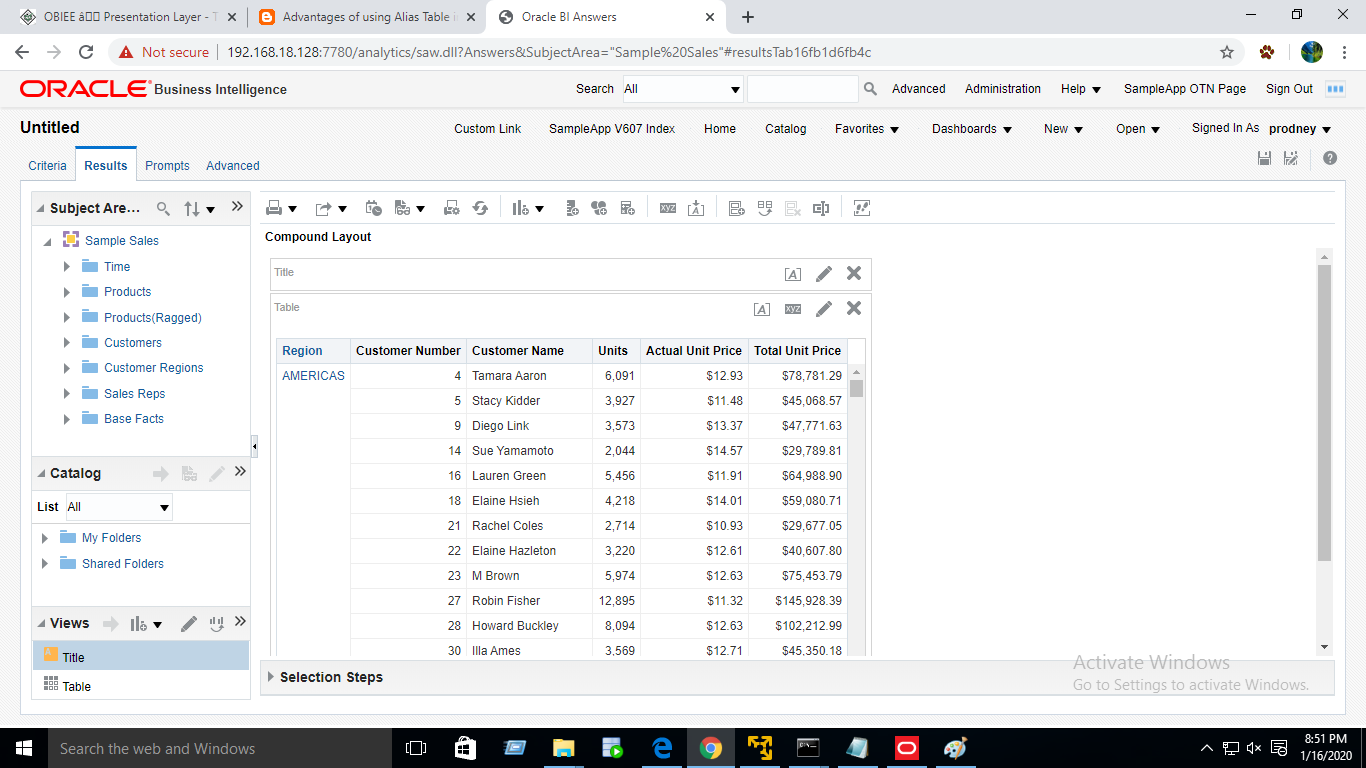 OBIEE â Presentation Layer - T
Advantages of using Alias Table i
Oracle BI Answers
Not secure
192.168.18.128:7780/analytics/saw.dll?Answers&SubjectArea="Sample%20Sales"#resultsTab16fb1d6fb4c
ORACLE Business Intelligence
Search All Advanced Administration Help SampleApp OTN Page Sign Out
Untitled
Custom Link SampleApp V607 Index Home Catalog Favorites Dashboards New Open Signed In As prodney
Criteria Results Prompts Advanced
Subject Are...
Sample Sales
Time
Products
Products(Ragged)
Customers
Customer Regions
Sales Reps
Base Facts
Catalog
List All
My Folders
Shared Folders
Views
Title
Table
Compound Layout
Title
Table
Region Customer Number Customer Name Units Actual Unit Price Total Unit Price
AMERICAS 4 Tamara Aaron 6,091 $12.93 $78,781.29
5 Stacy Kidder 3,927 $11.48 $45,068.57
9 Diego Link 3,573 $13.37 $47,771.63
14 Sue Yamamoto 2,044 $14.57 $29,789.81
16 Lauren Green 5,456 $11.91 $64,988.90
18 Elaine Hsieh 4,218 $14.01 $59,080.71
21 Rachel Coles 2,714 $10.93 $29,677.05
22 Elaine Hazleton 3,220 $12.61 $40,607.80
23 M Brown 5,974 $12.63 $75,453.79
27 Robin Fisher 12,895 $11.32 $145,928.39
28 Howard Buckley 8,094 $12.63 $102,212.99
30 Illa Ames 3,569 $12.71 $45,350.18
Selection Steps
Activate Windows
Go to Settings to activate Windows.
Search the web and Windows
8:51 PM
1/16/2020